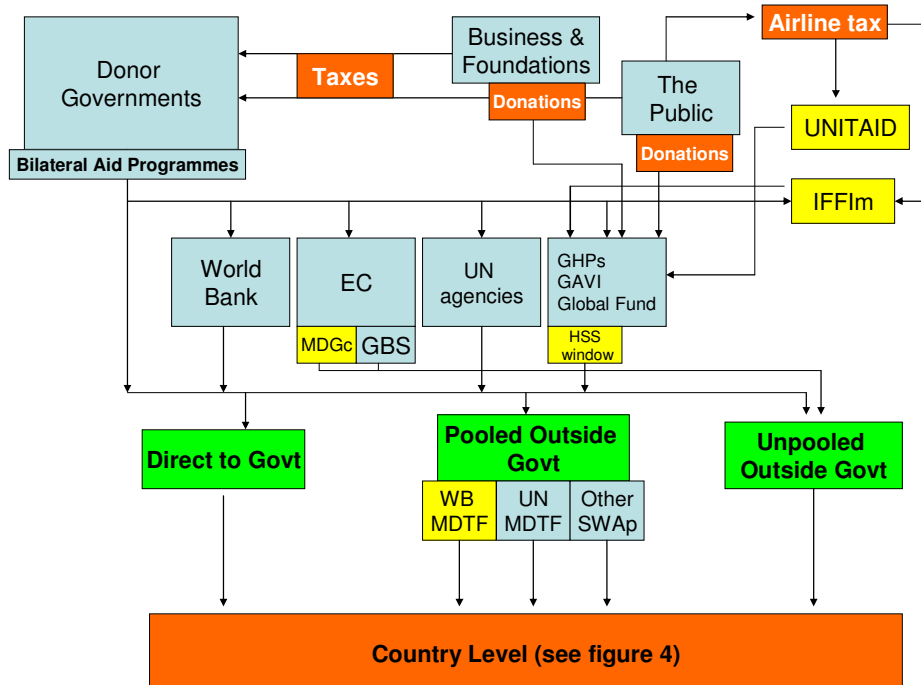 Airline tax
Business &
Foundations
Donor
Governments
Taxes
The
Public
Donations
UNITAID
Donations
Bilateral Aid Programmes
IFFIm
World
Bank
EC
UN
agencies
GHPs
GAVI
Global Fund
MDGc
GBS
HSS
window
Direct to Govt
Pooled Outside
Govt
Unpooled
Outside Govt
WB
MDTF
UN
MDTF
Other
SWAp
Country Level (see figure 4)